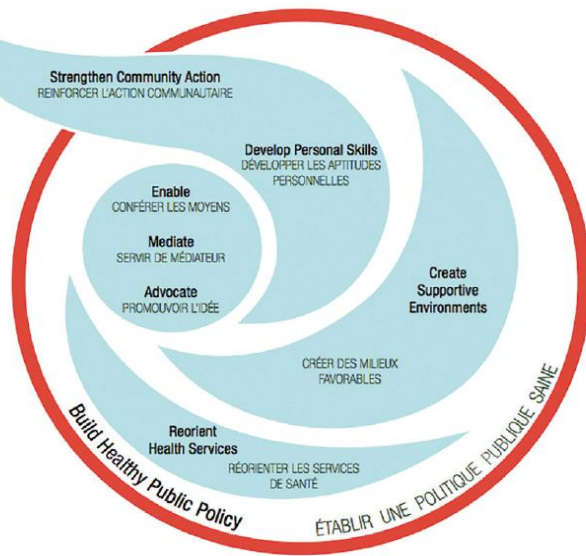 Strengthen Community Action
REINFORCER L'ACTION COMMUNAUTAIRE
Develop Personal Skills
DÉVELOPPER LES APTITUDES
PERSONNELLES
Enable
CONFÉRER LES MOYENS
Mediate
SERVIR DE MÉDIATEUR
Advocate
PROMOUVOIR L'IDÉE
Create
Supportive
Environments
CRÉER DES MILIEUX
FAVORABLES
Reorient
Health Services
RÉORIENTER LES SERVICES
DE SANTÉ
Build Healthy Public Policy
ÉTABLIR UNE POLITIQUE PUBLIQUE SAINE